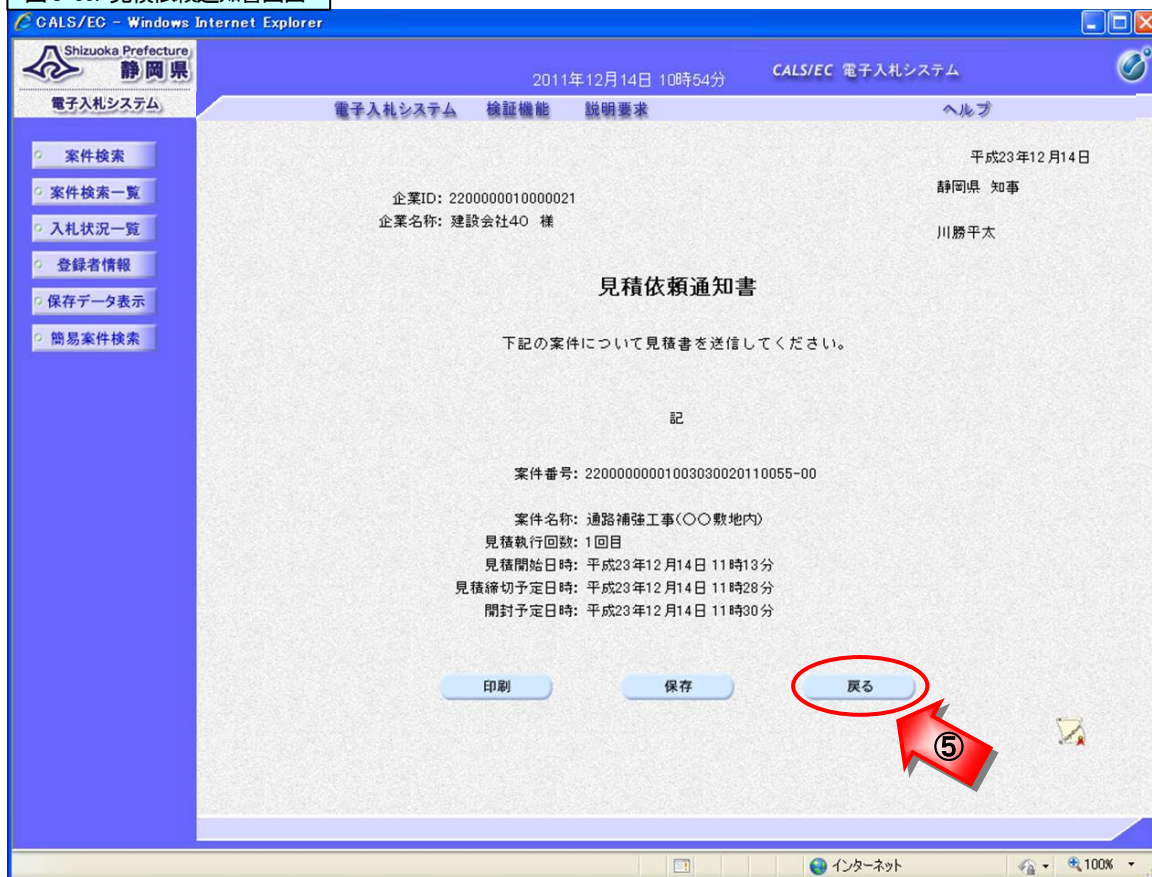 CALS/EC - Windows Internet Explorer
Shizuoka Prefecture
静岡県
電子入札システム
2011年12月14日 10時54分
CALS/EC 電子入札システム
電子入札システム 検証機能 説明要求 ヘルプ
案件検索
案件検索一覧
入札状況一覧
登録者情報
保存データ表示
簡易案件検索
平成23年12月14日
静岡県 知事
川勝平太
企業ID: 2200000010000021
企業名称: 建設会社40 様
見積依頼通知書
下記の案件について見積書を送信してください。
記
案件番号: 22000000001003030020110055-00
案件名称: 通路補強工事(〇〇敷地内)
見積執行回数: 1回目
見積開始日時: 平成23年12月14日 11時13分
見積締切予定日時: 平成23年12月14日 11時28分
開封予定日時: 平成23年12月14日 11時30分
印刷 保存 戻る
⑤
インターネット
100%